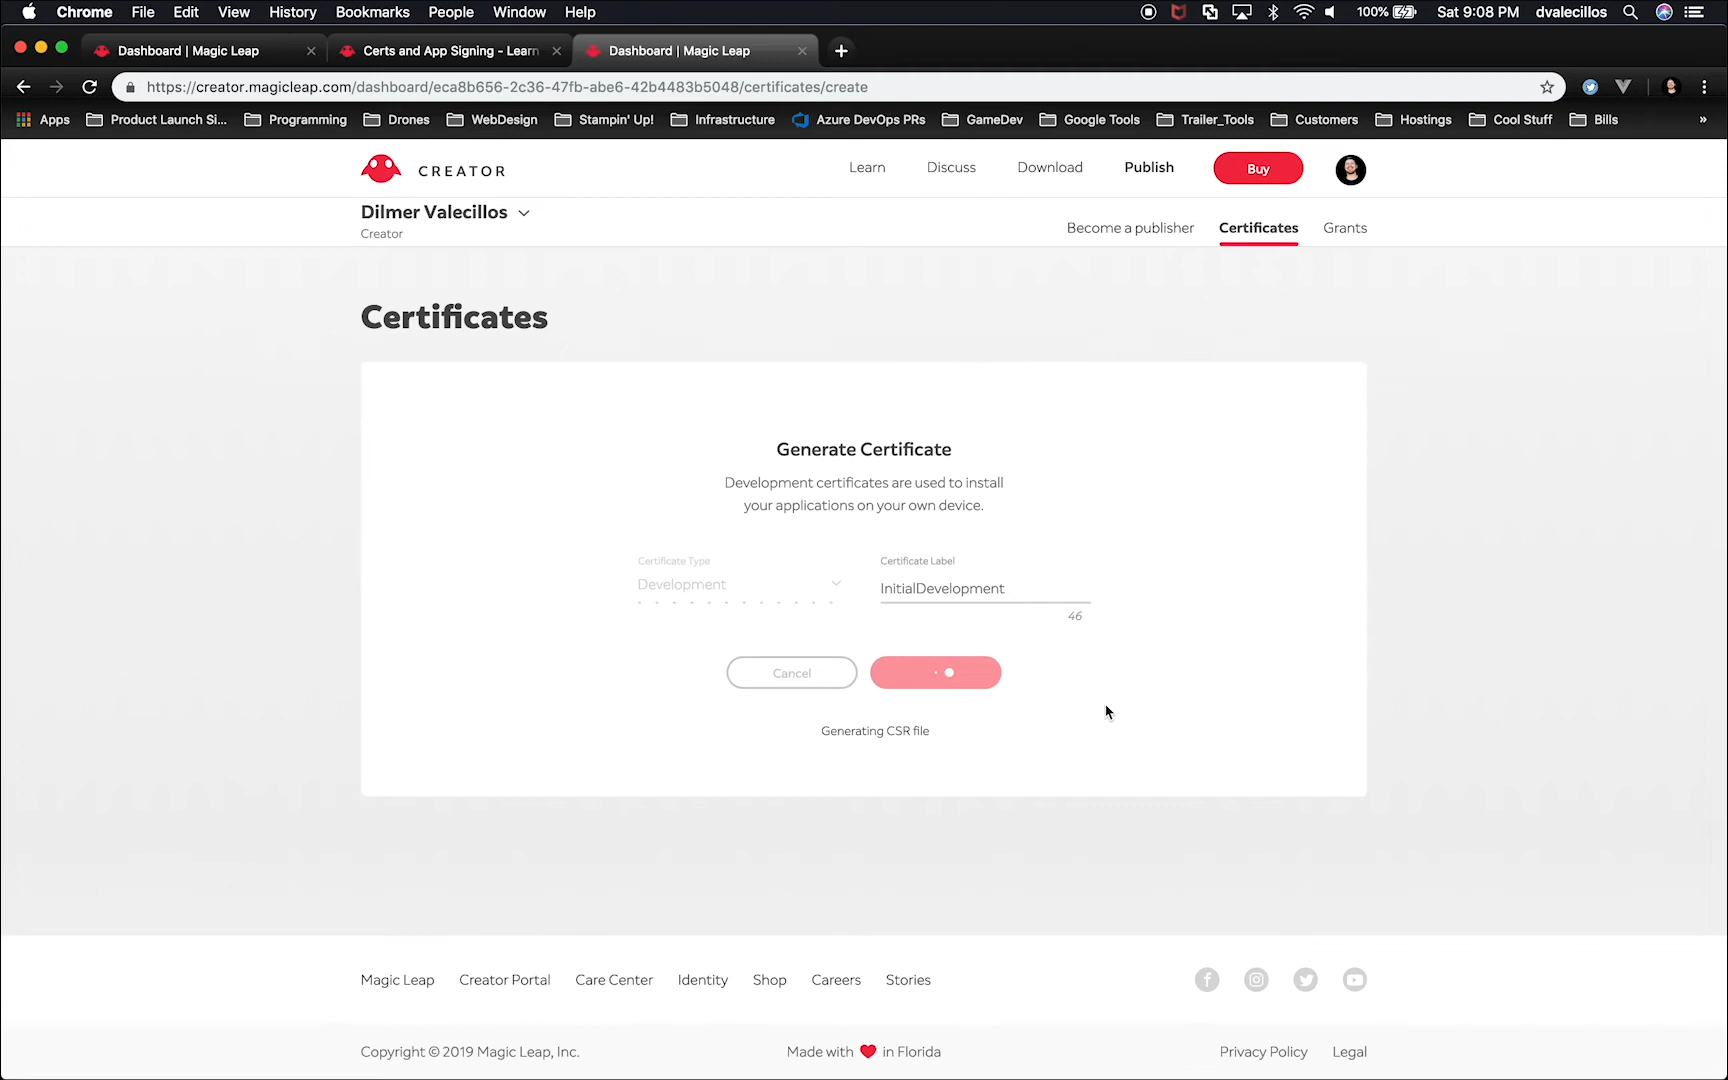 Chrome File Edit View History Bookmarks People Window Help 100% Sat 9:08 PM dvalecillos
Dashboard | Magic Leap Certs and App Signing - Learn Dashboard | Magic Leap
https://creator.magicleap.com/dashboard/eca8b656-2c36-47fb-abe6-42b4483b5048/certificates/create
Apps Product Launch Si... Programming Drones WebDesign Stampin' Up! Infrastructure Azure DevOps PRs GameDev Google Tools Trailer_Tools Customers Hostings Cool Stuff Bills »
CREATOR Learn Discuss Download Publish Buy
Dilmer Valecillos
Creator
Become a publisher Certificates Grants
Certificates
Generate Certificate
Development certificates are used to install
your applications on your own device.
Certificate Type Certificate Label
Development InitialDevelopment
46
Cancel
Generating CSR file
Magic Leap Creator Portal Care Center Identity Shop Careers Stories
Copyright © 2019 Magic Leap, Inc. Made with ❤ in Florida Privacy Policy Legal